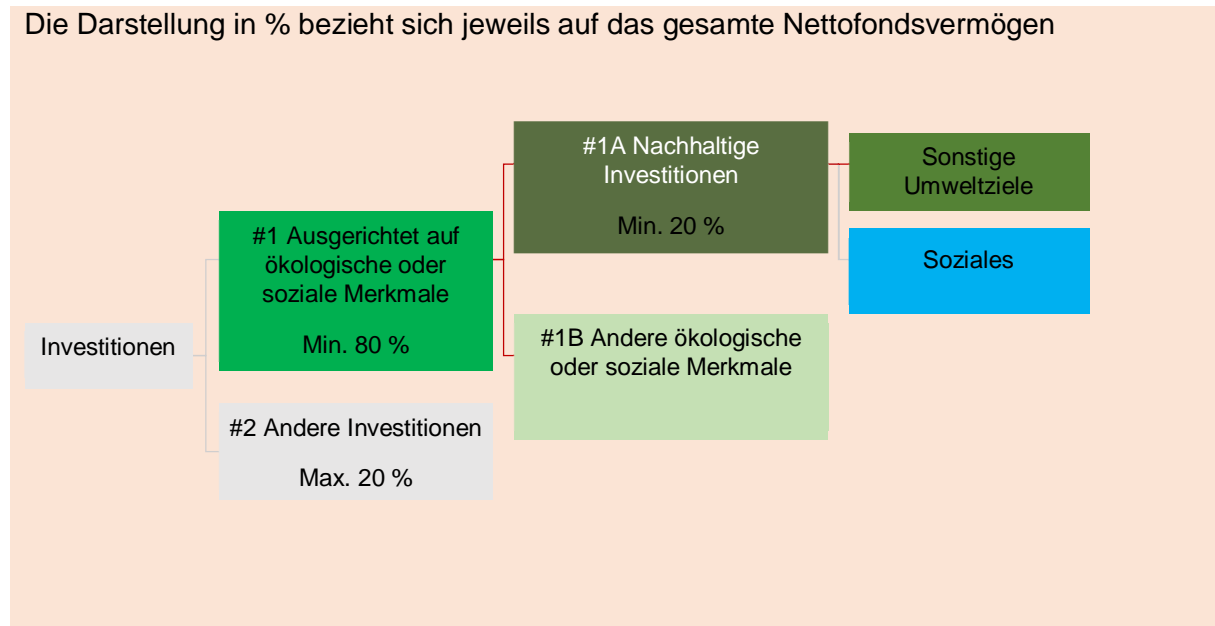 Die Darstellung in % bezieht sich jeweils auf das gesamte Nettofondsvermögen
Investitionen
#1 Ausgerichtet auf
ökologische oder
soziale Merkmale
Min. 80 %
#2 Andere Investitionen
Max. 20 %
#1A Nachhaltige
Investitionen
Min. 20 %
#1B Andere ökologische
oder soziale Merkmale
Sonstige
Umweltziele
Soziales